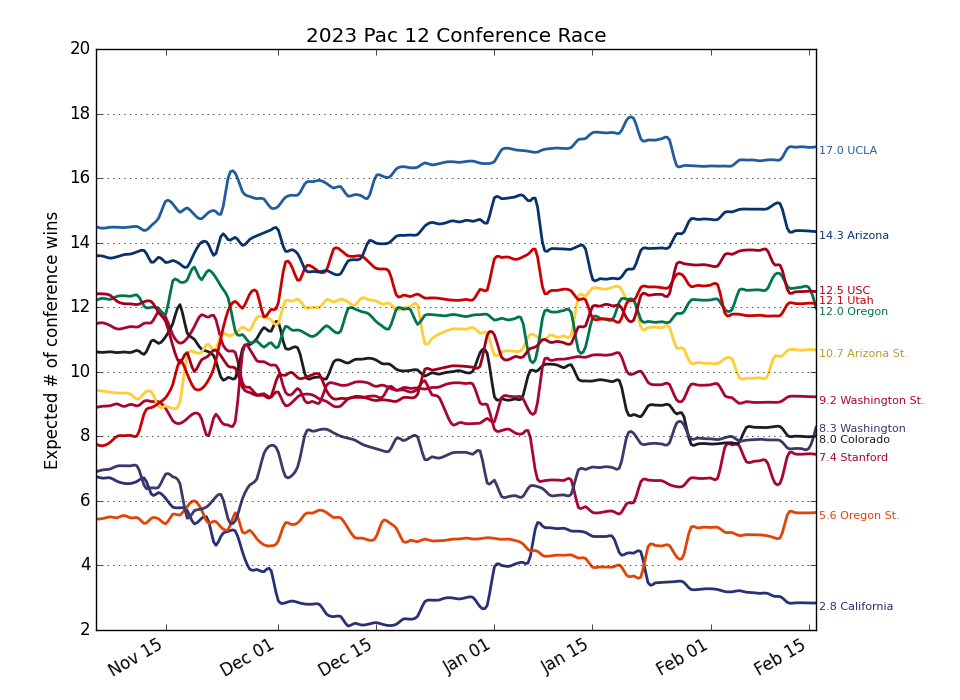 2023 Pac 12 Conference Race
Expected # of conference wins
20
18
16
14
12
10
8
6
4
2
Nov 15
Dec 01
Dec 15
Jan 01
Jan 15
Feb 01
Feb 15
17.0 UCLA
14.3 Arizona
12.5 USC
12.1 Utah
12.0 Oregon
10.7 Arizona St.
9.2 Washington St.
8.3 Washington
8.0 Colorado
7.4 Stanford
5.6 Oregon St.
2.8 California